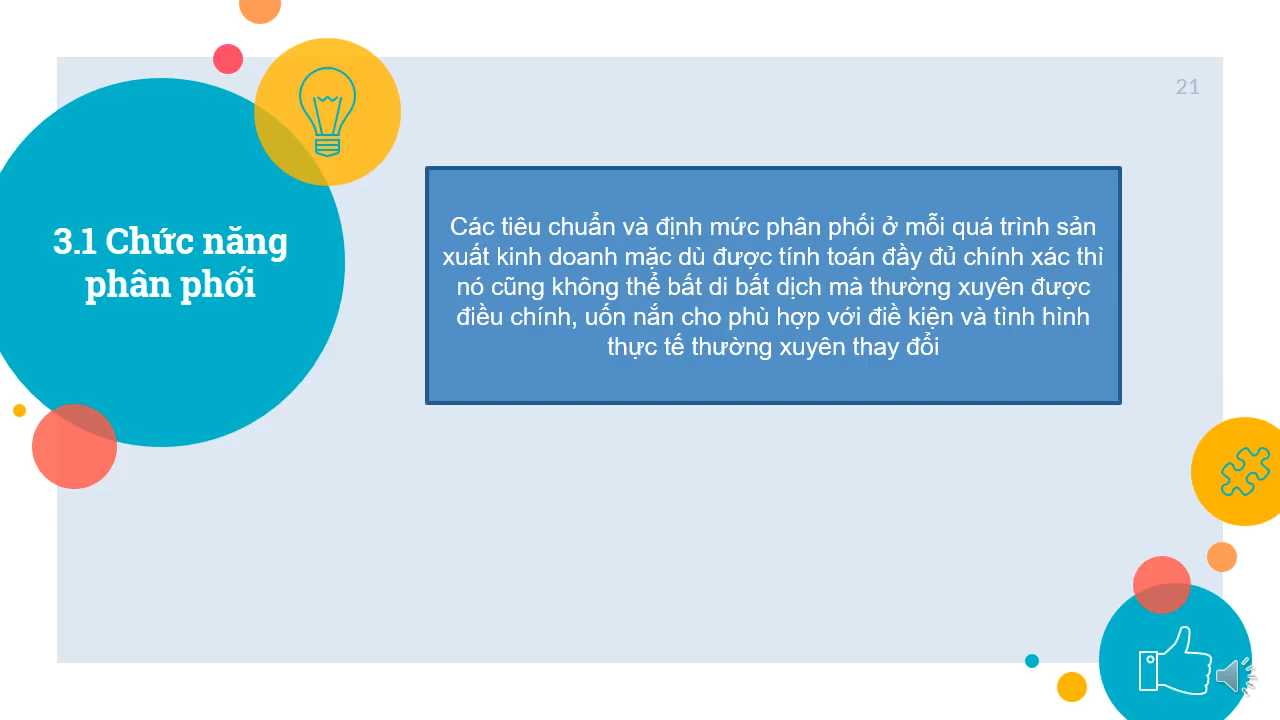 21
3.1 Chức năng
phân phối
Các tiêu chuẩn và định mức phân phối ở mỗi quá trình sản
xuất kinh doanh mặc dù được tính toán đầy đủ chính xác thì
nó cũng không thể bất di bất dịch mà thường xuyên được
điều chính, uốn nắn cho phù hợp với điề kiện và tình hình
thực tế thường xuyên thay đổi